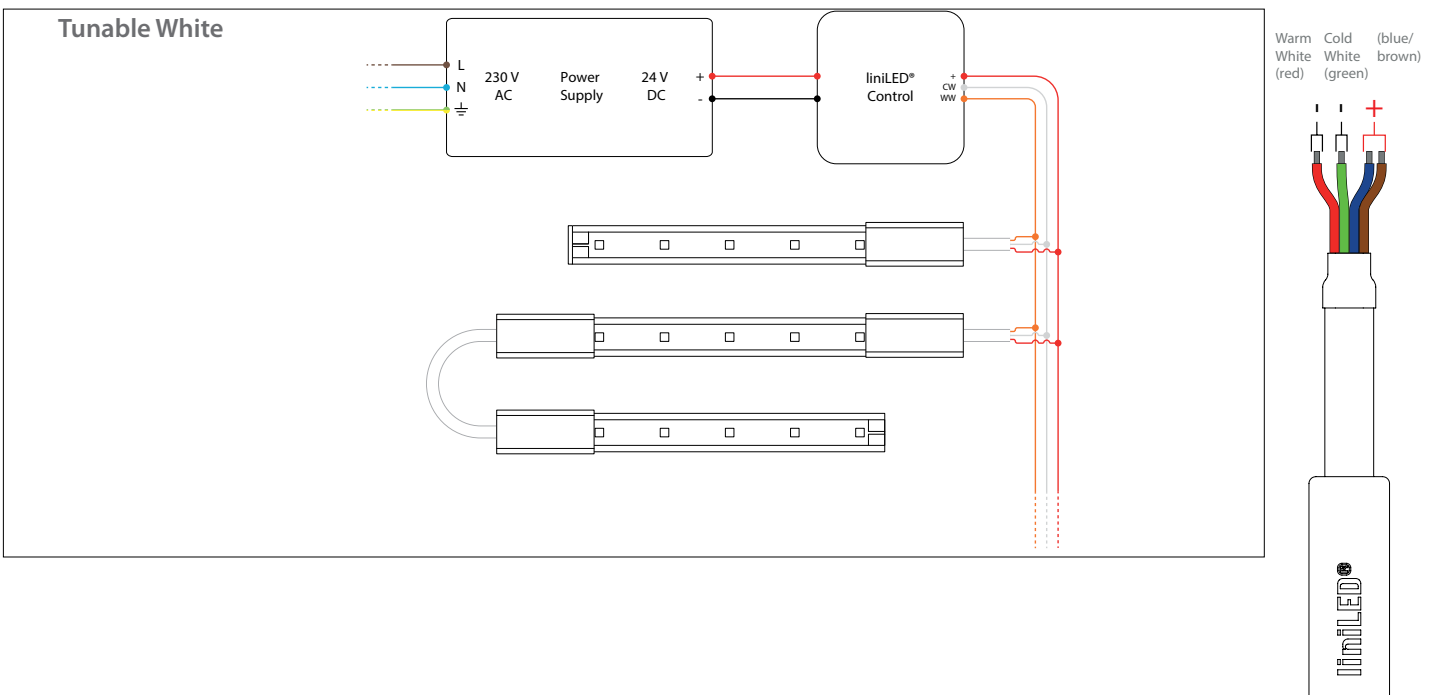 Tunable White
L
N
230 V
AC
Power
Supply
24 V
DC
+
-
liniLED®
Control
+
CW
WW
Warm Cold (blue/
White White brown)
(red) (green)
- - +
liniLED®